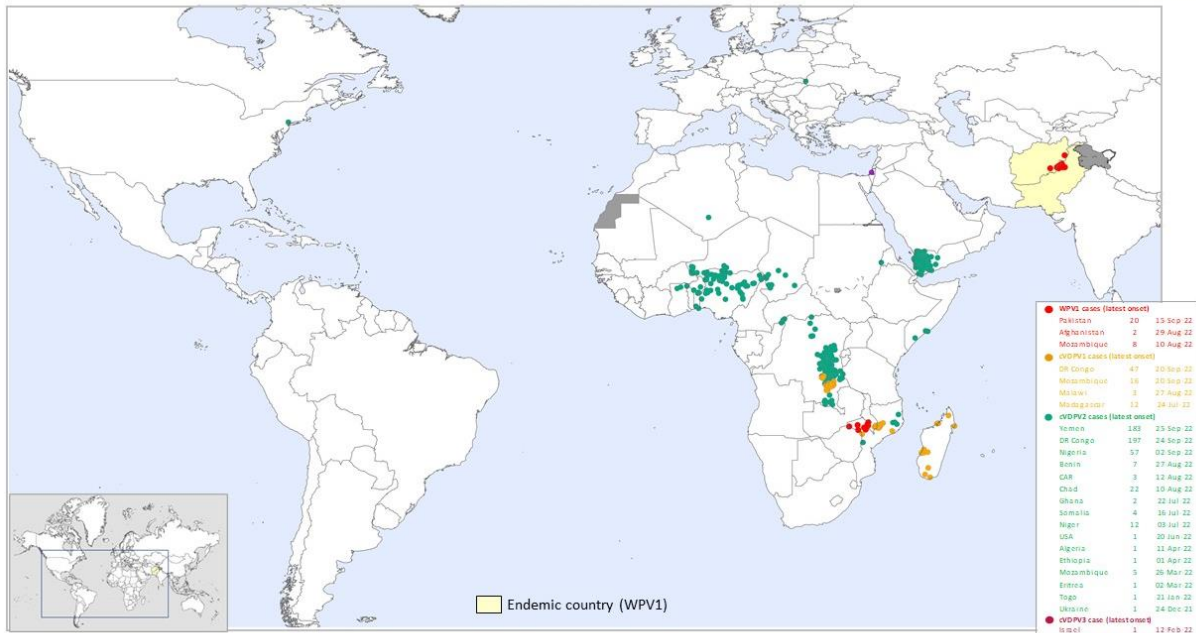 WPV1 cases (latest onset)
Pakistan 20 15 Sep 22
Afghanistan 2 29 Aug 22
Mozambique 8 10 Aug 22
cVDPV1 cases (latest onset)
DR Congo 47 20 Sep 22
Mozambique 16 20 Sep 22
Malawi 3 27 Aug 22
Madagascar 12 24 Jul 22
cVDPV2 cases (latest onset)
Yemen 183 25 Sep 22
DR Congo 197 24 Sep 22
Nigeria 57 02 Sep 22
Benin 7 27 Aug 22
CAR 3 12 Aug 22
Chad 22 10 Aug 22
Ghana 2 22 Jul 22
Somalia 4 16 Jul 22
Niger 12 03 Jul 22
USA 1 20 Jun 22
Algeria 1 11 Apr 22
Ethiopia 1 01 Apr 22
Mozambique 5 26 Mar 22
Eritrea 1 02 Mar 22
Togo 1 21 Jan 22
Ukraine 1 24 Dec 21
cVDPV3 case (latest onset)
Israel 1 12 Feb 22
Endemic country (WPV1)